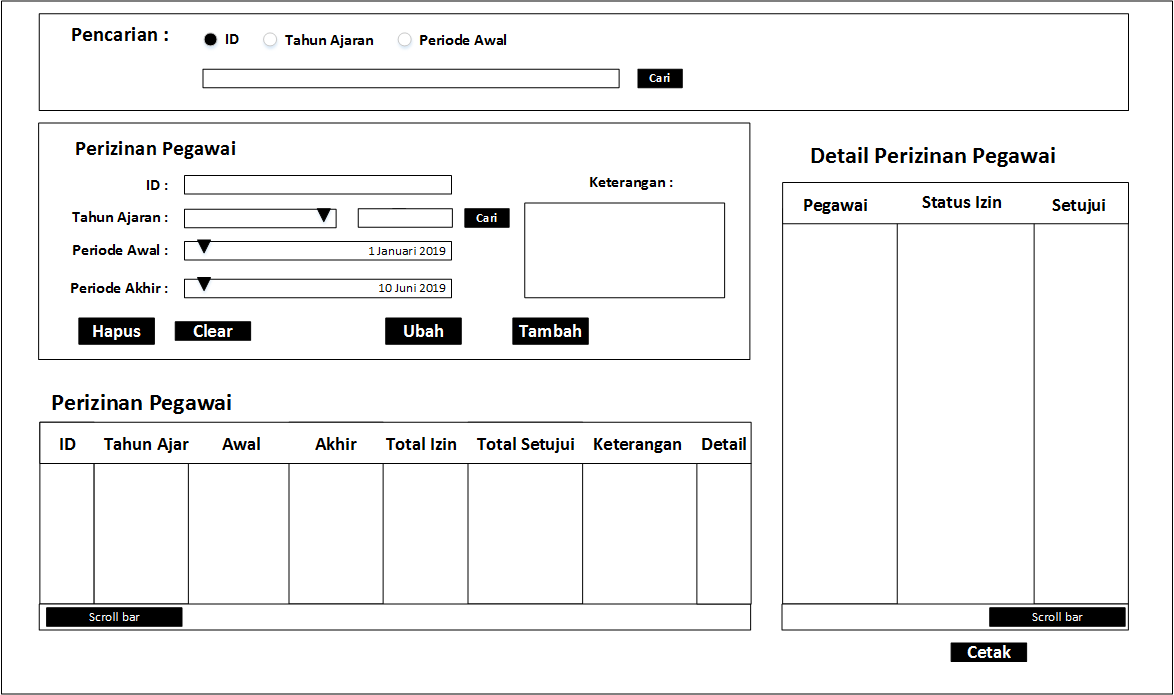 Pencarian :
ID
Tahun Ajaran
Periode Awal
Cari
Perizinan Pegawai
ID :
Tahun Ajaran :
Cari
Periode Awal :
1 Januari 2019
Periode Akhir :
10 Juni 2019
Keterangan :
Hapus
Clear
Ubah
Tambah
Perizinan Pegawai
ID Tahun Ajar Awal Akhir Total Izin Total Setujui Keterangan Detail
Scroll bar
Detail Perizinan Pegawai
Pegawai Status Izin Setujui
Scroll bar
Cetak